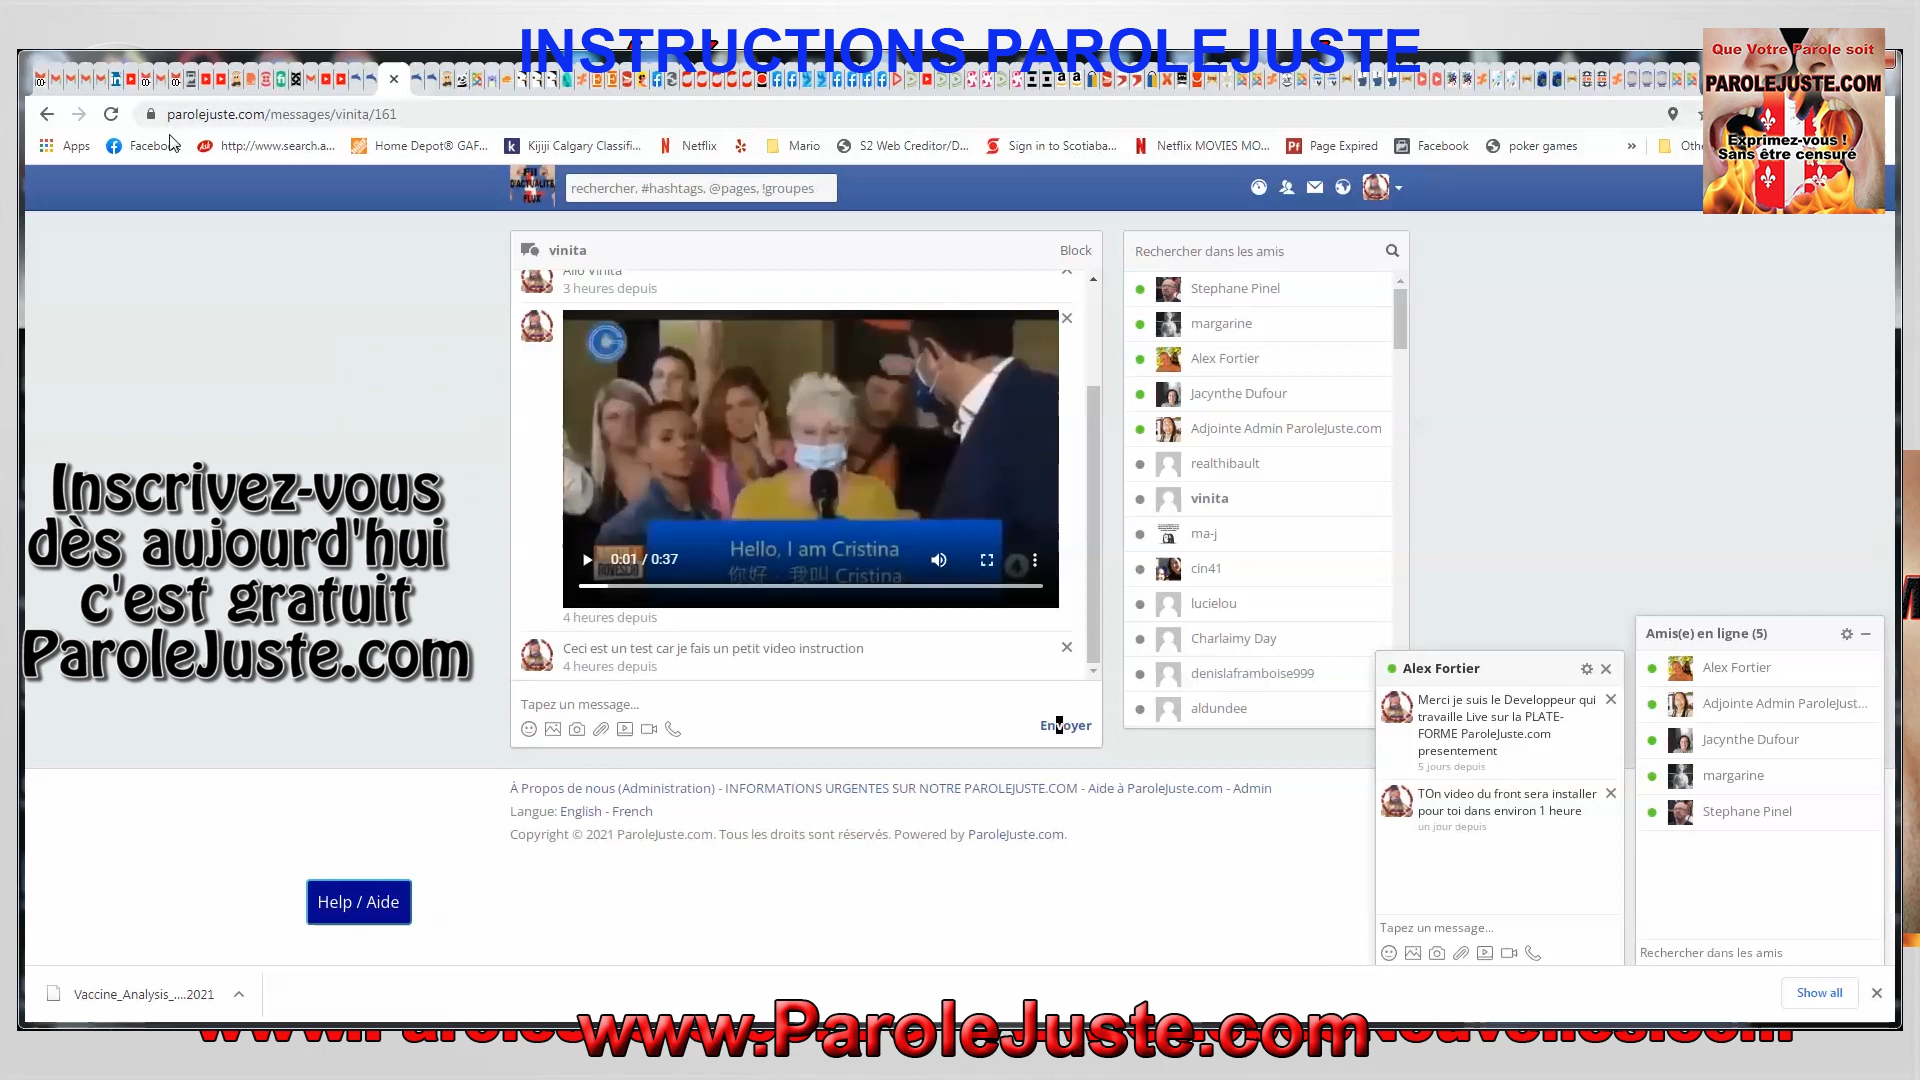 INSTRUCTIONS PAROLEJUSTE
Que Votre Parole soit
PAROLEJUSTE.COM
Exprimez-vous !
Sans être censuré
parolejuste.com/messages/vinita/161
Apps
Facebook
http://www.search.a...
Home Depot® GAF...
Kijiji Calgary Classifi...
Netflix
Mario
S2 Web Creditor/D...
Sign in to Scotiaba...
Netflix MOVIES MO...
Page Expired
Facebook
poker games
»
D'ACTUALITÉ
FLUX
rechercher, #hashtags, @pages, !groupes
vinita
Block
Allo Vinita
3 heures depuis
Hello, I am Cristina
你好，我叫 Cristina
0:01 / 0:37
4 heures depuis
Ceci est un test car je fais un petit video instruction
4 heures depuis
Tapez un message...
Envoyer
Rechercher dans les amis
Stephane Pinel
margarine
Alex Fortier
Jacynthe Dufour
Adjointe Admin ParoleJuste.com
realthibault
vinita
ma-j
cin41
lucielou
Charlaimy Day
denislaframboise999
aldundee
Inscrivez-vous
dès aujourd'hui
c'est gratuit
ParoleJuste.com
Alex Fortier
Merci je suis le Developpeur qui
travaille Live sur la PLATE-
FORME ParoleJuste.com
presentement
5 jours depuis
TOn video du front sera installer
pour toi dans environ 1 heure
un jour depuis
Tapez un message...
Amis(e) en ligne (5)
Alex Fortier
Adjointe Admin ParoleJust...
Jacynthe Dufour
margarine
Stephane Pinel
Rechercher dans les amis
À Propos de nous (Administration) - INFORMATIONS URGENTES SUR NOTRE PAROLEJUSTE.COM - Aide à ParoleJuste.com - Admin
Langue: English - French
Copyright © 2021 ParoleJuste.com. Tous les droits sont réservés. Powered by ParoleJuste.com.
Help / Aide
Vaccine_Analysis_....2021
Show all
www.ParoleJuste.com